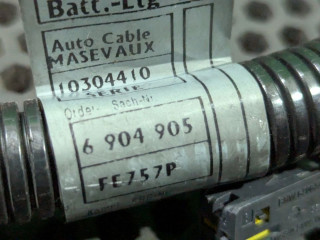 Batt.-Ltg
Auto Cable
MASEVAUX
10304410
6 904 905
FE757P